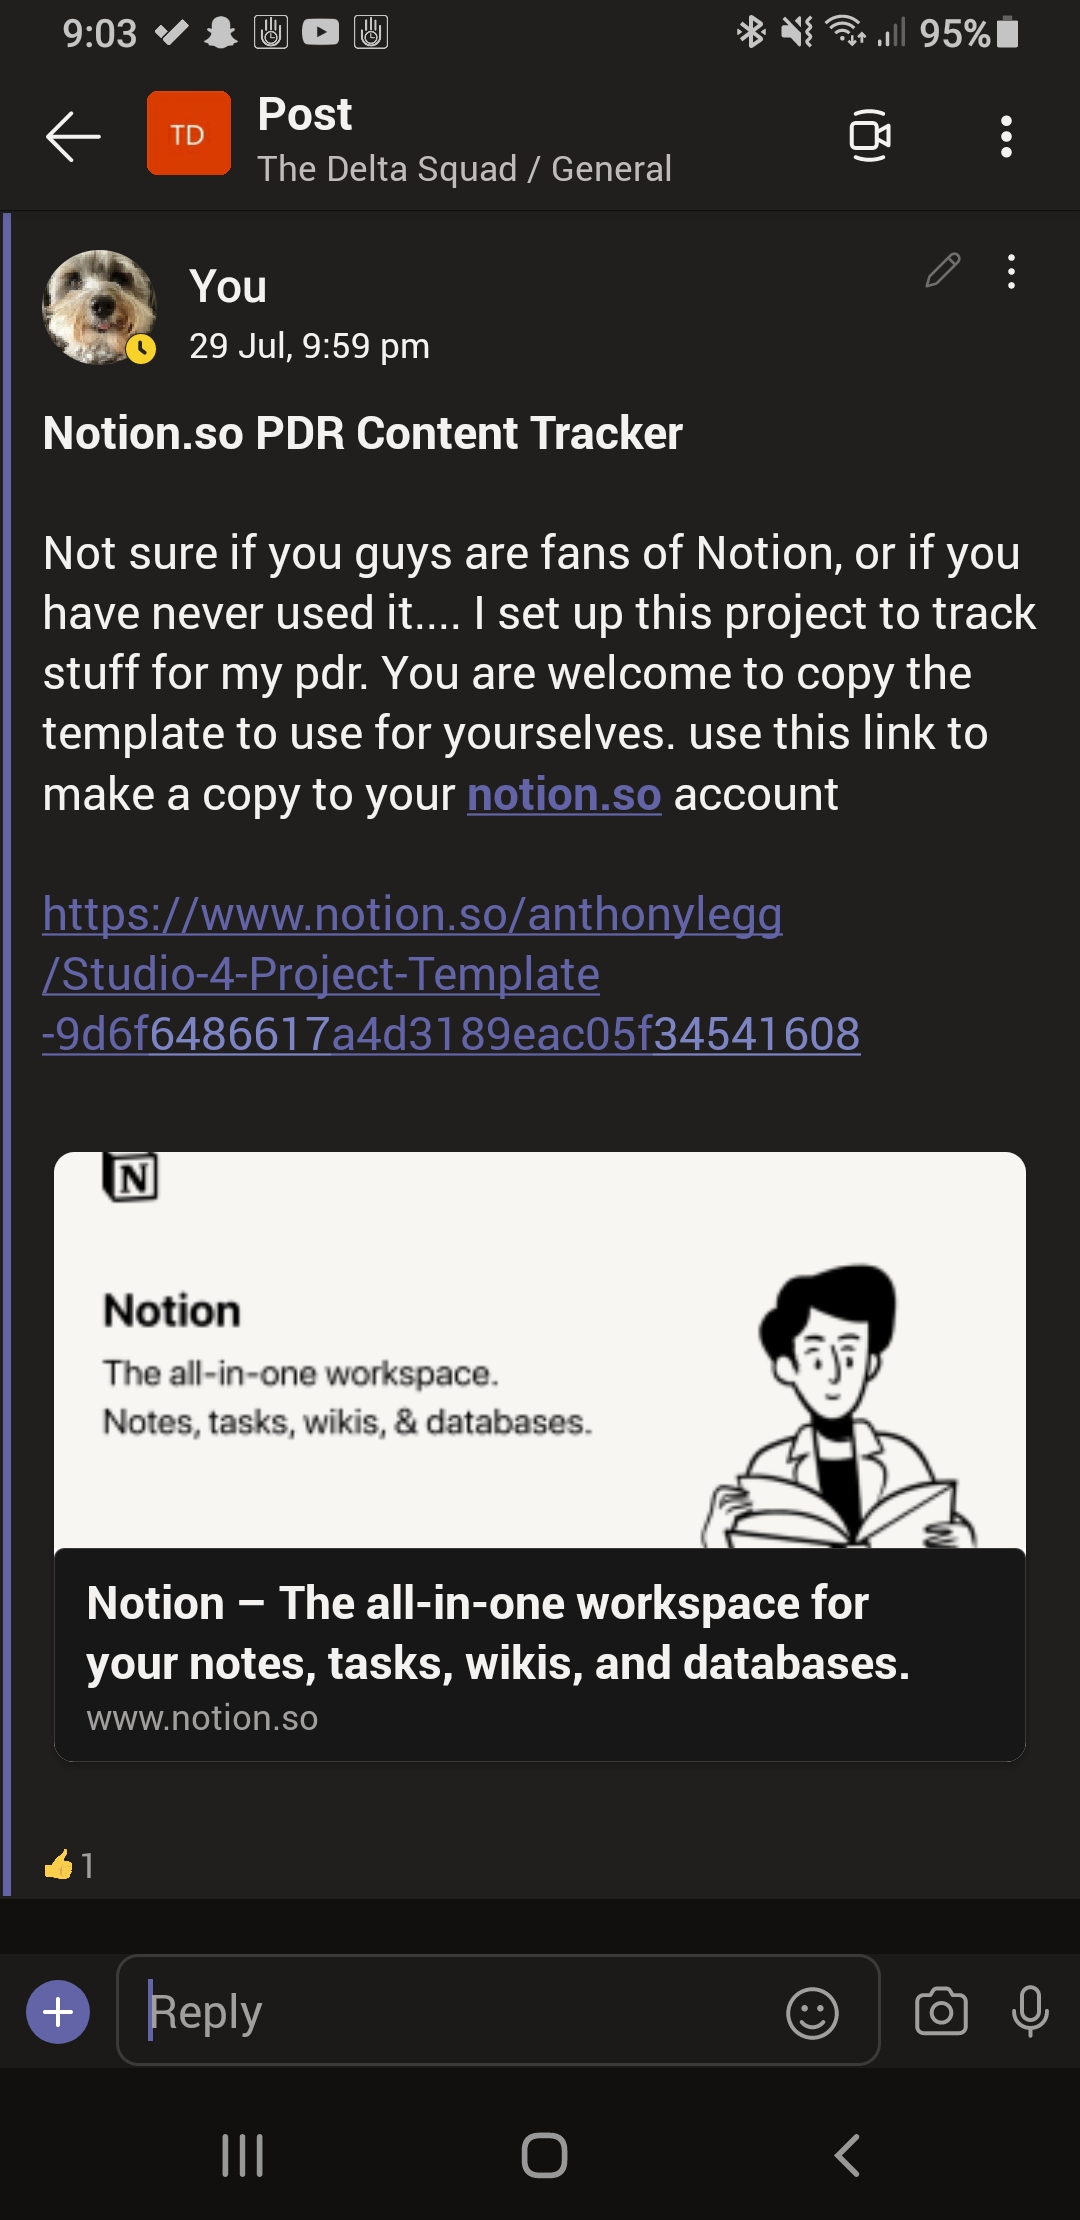 9:03
95%
TD
Post
The Delta Squad / General
You
29 Jul, 9:59 pm
Notion.so PDR Content Tracker
Not sure if you guys are fans of Notion, or if you
have never used it.... I set up this project to track
stuff for my pdr. You are welcome to copy the
template to use for yourselves. use this link to
make a copy to your notion.so account
https://www.notion.so/anthonylegg
/Studio-4-Project-Template
-9d6f6486617a4d3189eac05f34541608
N
Notion
The all-in-one workspace.
Notes, tasks, wikis, & databases.
Notion – The all-in-one workspace for
your notes, tasks, wikis, and databases.
www.notion.so
👍 1
Reply